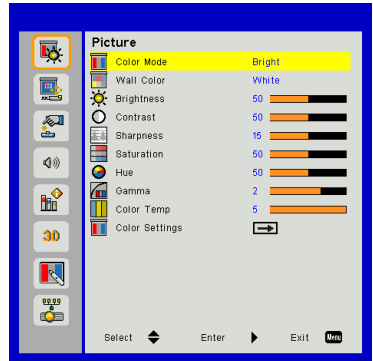 Picture
Color Mode Bright
Wall Color White
Brightness 50
Contrast 50
Sharpness 15
Saturation 50
Hue 50
Gamma 2
Color Temp 5
Color Settings
3D
Select Enter Exit Menu